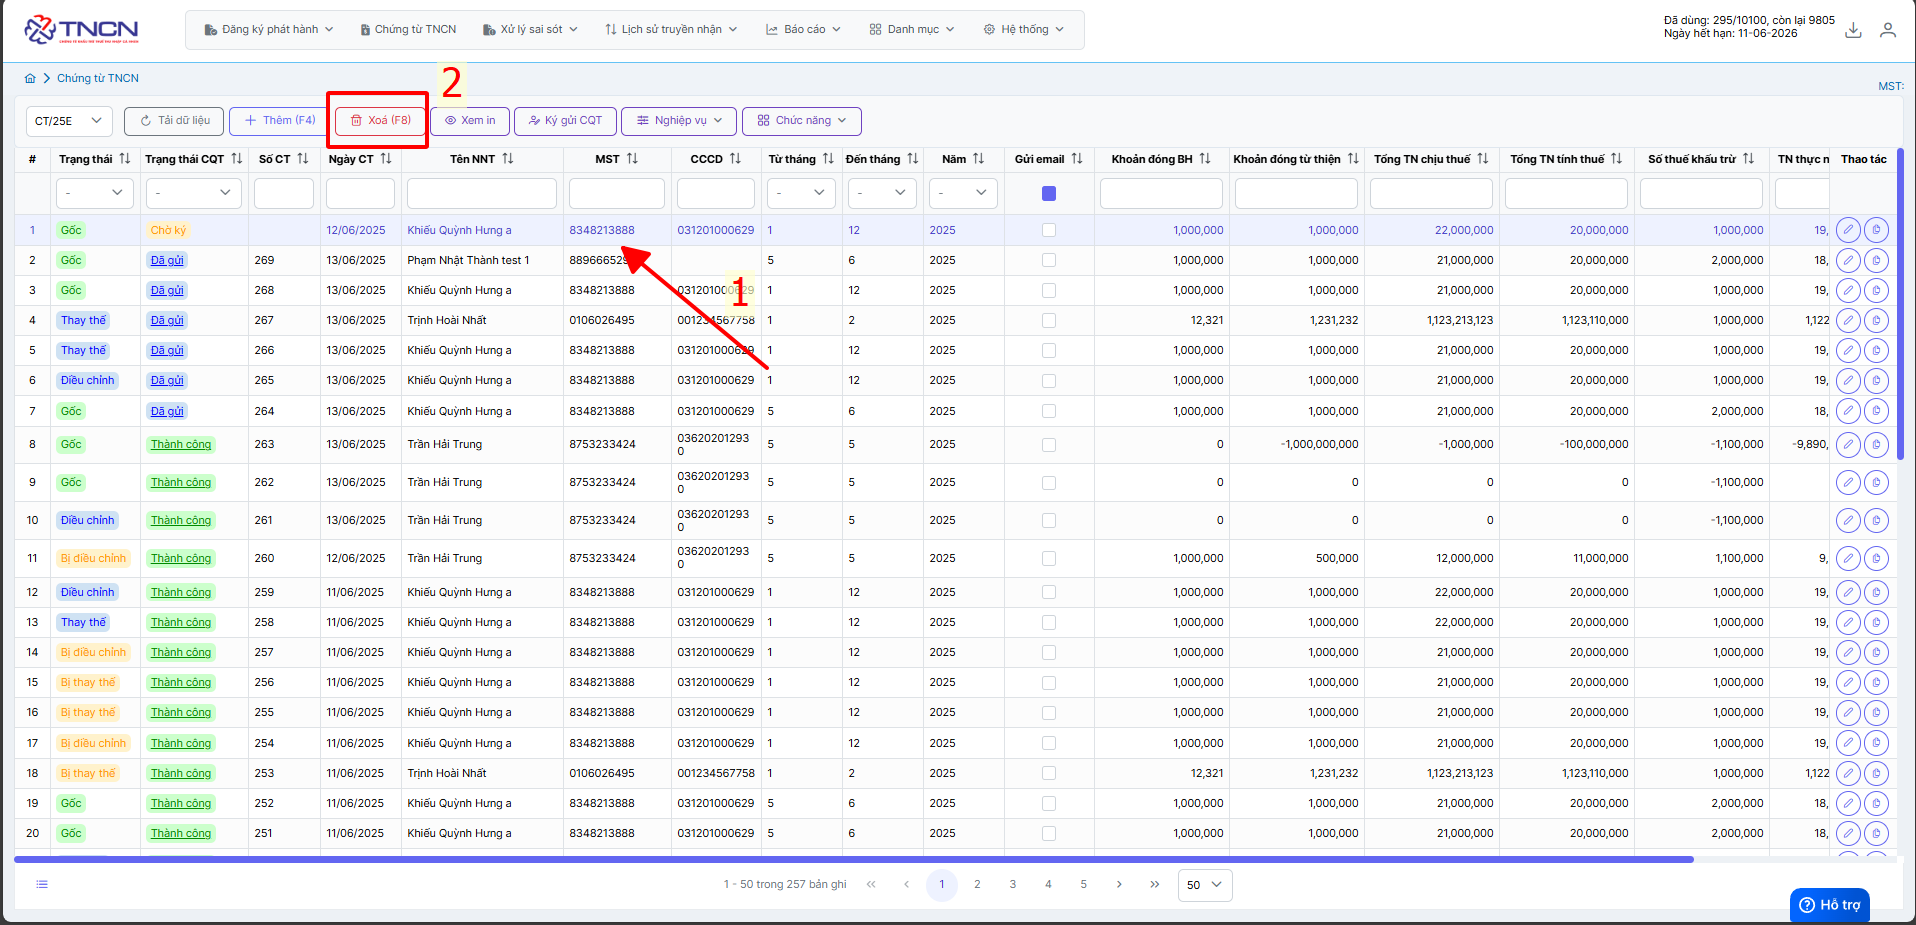 TNCN
Đăng ký phát hành
Chứng từ TNCN
Xử lý sai sót
Lịch sử truyền nhận
Báo cáo
Danh mục
Hệ thống
Đã dùng: 295/10100, còn lại 9805
Ngày hết hạn: 11-06-2026
Chứng từ TNCN
2
MST:
CT/25E
Tải dữ liệu
Thêm (F4)
Xoá (F8)
Xem in
Ký gửi CQT
Nghiệp vụ
Chức năng
# Trạng thái Trạng thái CQT Số CT Ngày CT Tên NNT MST CCCD Từ tháng Đến tháng Năm Gửi email Khoản đóng BH Khoản đóng từ thiện Tổng TN chịu thuế Tổng TN tính thuế Số thuế khấu trừ TN thực n Thao tác
- - - - -
1 Gốc Chờ ký 12/06/2025 Khiếu Quỳnh Hưng a 8348213888 031201000629 1 12 2025 1,000,000 1,000,000 22,000,000 20,000,000 1,000,000 19,
2 Gốc Đã gửi 269 13/06/2025 Phạm Nhật Thành test 1 889666529 5 6 2025 1,000,000 1,000,000 21,000,000 20,000,000 2,000,000 18,
3 Gốc Đã gửi 268 13/06/2025 Khiếu Quỳnh Hưng a 8348213888 031201000629 1 12 2025 1,000,000 1,000,000 21,000,000 20,000,000 1,000,000 19,
1
4 Thay thế Đã gửi 267 13/06/2025 Trịnh Hoài Nhất 0106026495 001234567758 1 2 2025 12,321 1,231,232 1,123,213,123 1,123,110,000 1,000,000 1,122
5 Thay thế Đã gửi 266 13/06/2025 Khiếu Quỳnh Hưng a 8348213888 031201000629 1 12 2025 1,000,000 1,000,000 21,000,000 20,000,000 1,000,000 19,
6 Điều chỉnh Đã gửi 265 13/06/2025 Khiếu Quỳnh Hưng a 8348213888 031201000629 1 12 2025 1,000,000 1,000,000 21,000,000 20,000,000 1,000,000 19,
7 Gốc Đã gửi 264 13/06/2025 Khiếu Quỳnh Hưng a 8348213888 031201000629 5 6 2025 1,000,000 1,000,000 21,000,000 20,000,000 2,000,000 18,
8 Gốc Thành công 263 13/06/2025 Trần Hải Trung 8753233424 036202012930 5 5 2025 0 -1,000,000,000 -1,000,000 -100,000,000 -1,100,000 -9,890,
9 Gốc Thành công 262 13/06/2025 Trần Hải Trung 8753233424 036202012930 5 5 2025 0 0 0 0 -1,100,000
10 Điều chỉnh Thành công 261 13/06/2025 Trần Hải Trung 8753233424 036202012930 5 5 2025 0 0 0 0 -1,100,000
11 Bị điều chỉnh Thành công 260 12/06/2025 Trần Hải Trung 8753233424 036202012930 5 5 2025 1,000,000 500,000 12,000,000 11,000,000 1,100,000 9,
12 Điều chỉnh Thành công 259 11/06/2025 Khiếu Quỳnh Hưng a 8348213888 031201000629 1 12 2025 1,000,000 1,000,000 22,000,000 20,000,000 1,000,000 19,
13 Thay thế Thành công 258 11/06/2025 Khiếu Quỳnh Hưng a 8348213888 031201000629 1 12 2025 1,000,000 1,000,000 22,000,000 20,000,000 1,000,000 19,
14 Bị điều chỉnh Thành công 257 11/06/2025 Khiếu Quỳnh Hưng a 8348213888 031201000629 1 12 2025 1,000,000 1,000,000 21,000,000 20,000,000 1,000,000 19,
15 Bị thay thế Thành công 256 11/06/2025 Khiếu Quỳnh Hưng a 8348213888 031201000629 1 12 2025 1,000,000 1,000,000 21,000,000 20,000,000 1,000,000 19,
16 Bị thay thế Thành công 255 11/06/2025 Khiếu Quỳnh Hưng a 8348213888 031201000629 1 12 2025 1,000,000 1,000,000 21,000,000 20,000,000 1,000,000 19,
17 Bị điều chỉnh Thành công 254 11/06/2025 Khiếu Quỳnh Hưng a 8348213888 031201000629 1 12 2025 1,000,000 1,000,000 21,000,000 20,000,000 1,000,000 19,
18 Bị thay thế Thành công 253 11/06/2025 Trịnh Hoài Nhất 0106026495 001234567758 1 2 2025 12,321 1,231,232 1,123,213,123 1,123,110,000 1,000,000 1,122
19 Gốc Thành công 252 11/06/2025 Khiếu Quỳnh Hưng a 8348213888 031201000629 5 6 2025 1,000,000 1,000,000 21,000,000 20,000,000 2,000,000 18,
20 Gốc Thành công 251 11/06/2025 Khiếu Quỳnh Hưng a 8348213888 031201000629 5 6 2025 1,000,000 1,000,000 21,000,000 20,000,000 2,000,000 18,
1 - 50 trong 257 bản ghi « ‹ 1 2 3 4 5 › » 50
Hỗ trợ